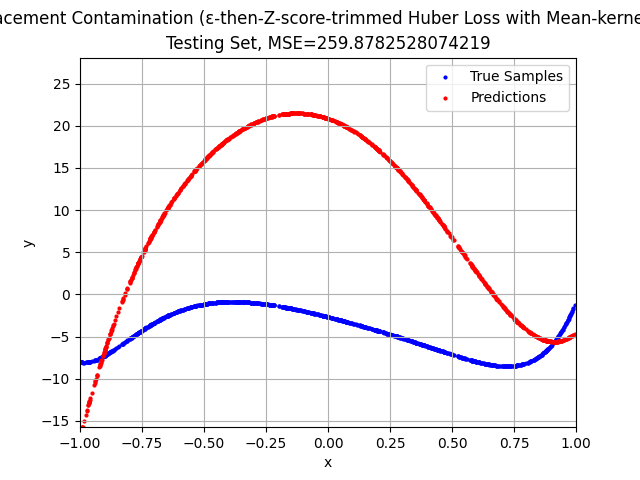 acement Contamination (ε-then-Z-score-trimmed Huber Loss with Mean-kerne
Testing Set, MSE=259.8782528074219
True Samples
Predictions
25
20
15
10
5
0
−5
−10
−15
y
−1.00 −0.75 −0.50 −0.25 0.00 0.25 0.50 0.75 1.00
x